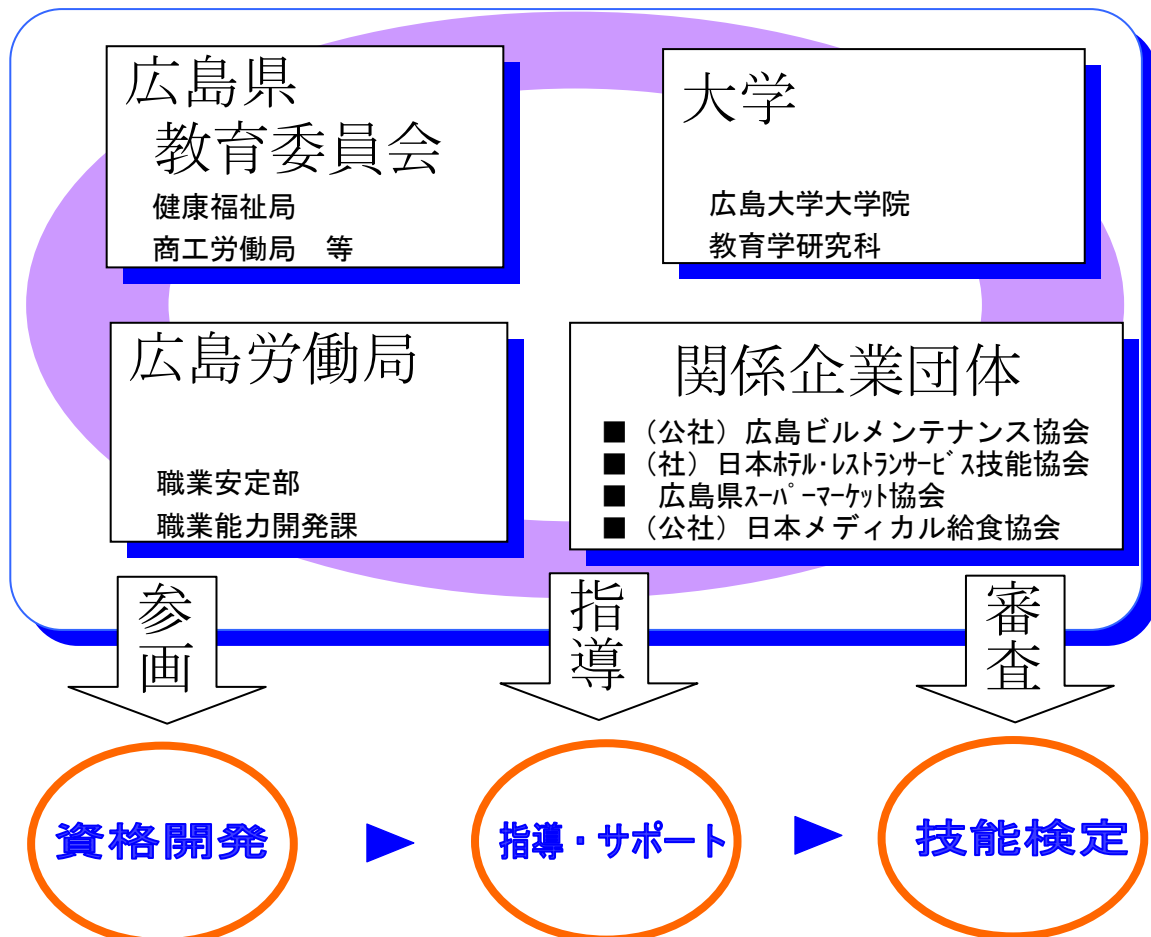 広島県
教育委員会
健康福祉局
商工労働局　等
大学
広島大学大学院
教育学研究科
広島労働局
職業安定部
職業能力開発課
関係企業団体
■（公社）広島ビルメンテナンス協会
■（社）日本ﾎﾃﾙ・ﾚｽﾄﾗﾝｻｰﾋﾞｽ技能協会
■　広島県ｽｰﾊﾟｰﾏｰｹｯﾄ協会
■（公社）日本メディカル給食協会
参画
指導
審査
資格開発
指導・サポート
技能検定